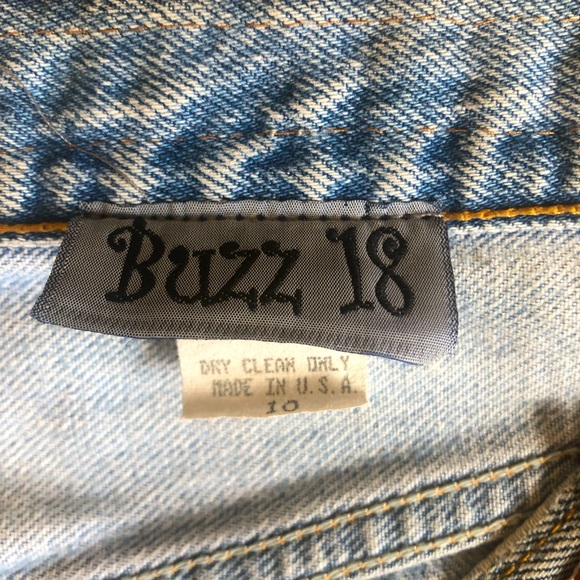 Buzz 18
DRY CLEAN ONLY
MADE IN U.S.A.
10